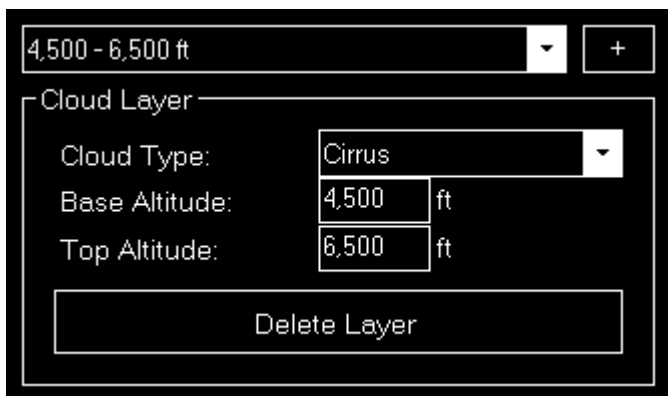 4,500 - 6,500 ft
+
Cloud Layer
Cloud Type: Cirrus
Base Altitude: 4,500 ft
Top Altitude: 6,500 ft
Delete Layer